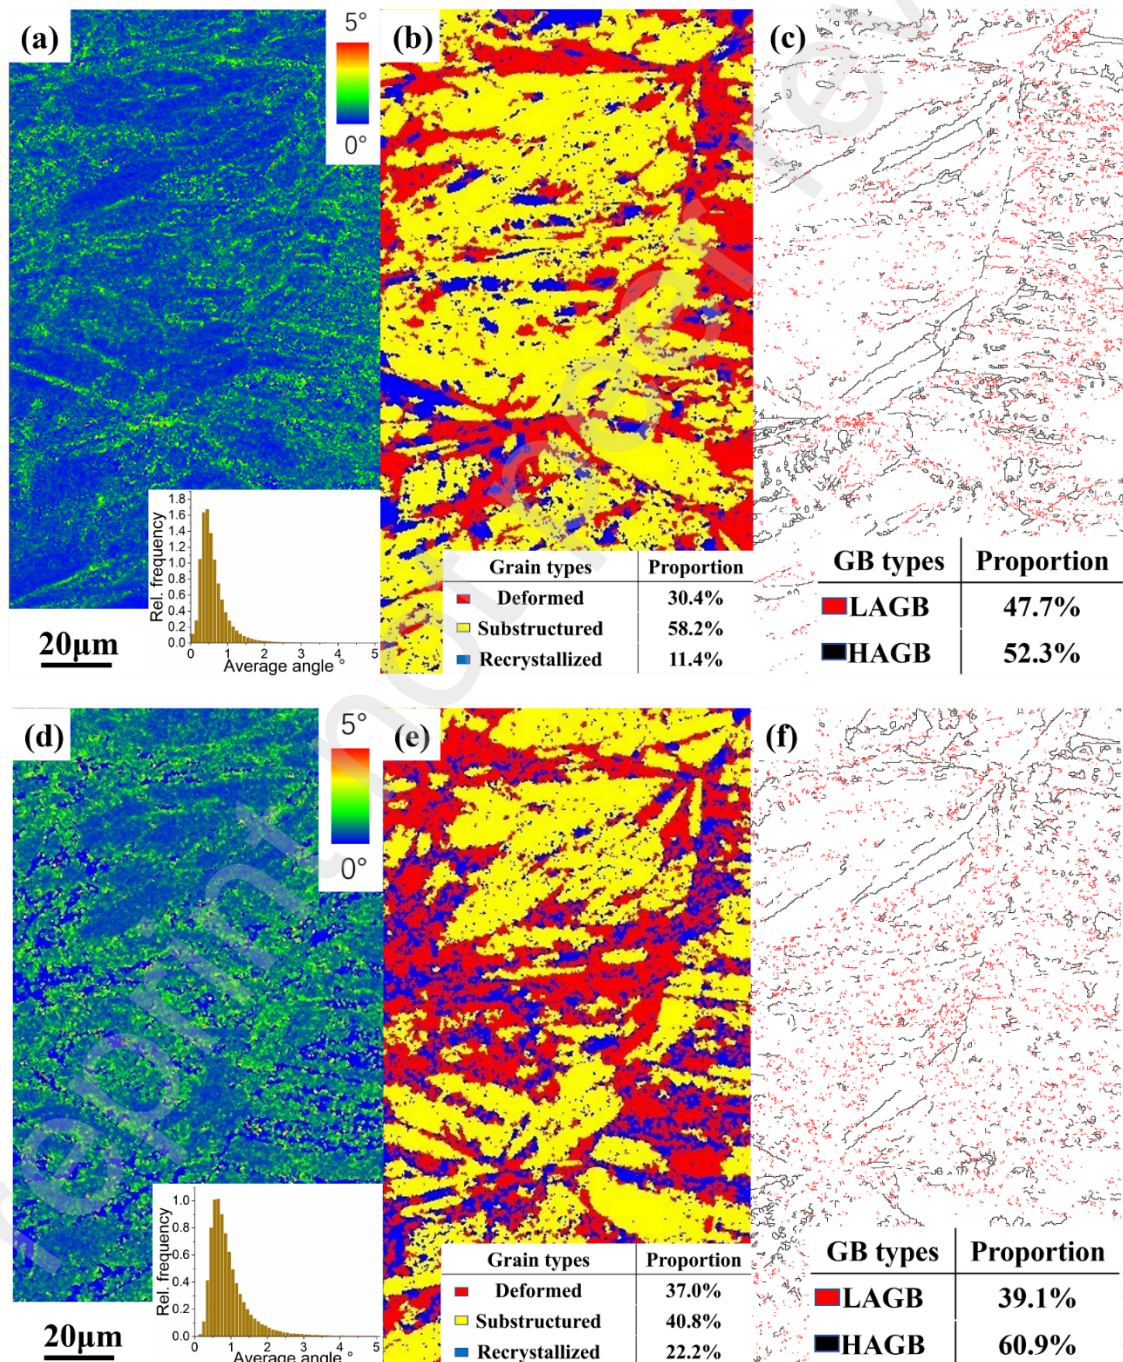 (a)
5°
0°
Rel. frequency
1.8
1.6
1.4
1.2
1.0
0.8
0.6
0.4
0.2
0.0
0 1 2 3 4 5
Average angle °
20μm
(b)
Grain types Proportion
Deformed 30.4%
Substructured 58.2%
Recrystallized 11.4%
(c)
GB types Proportion
LAGB 47.7%
HAGB 52.3%
(d)
5°
0°
Rel. frequency
1.0
0.8
0.6
0.4
0.2
0.0
0 1 2 3 4 5
Average angle °
20μm
(e)
Grain types Proportion
Deformed 37.0%
Substructured 40.8%
Recrystallized 22.2%
(f)
GB types Proportion
LAGB 39.1%
HAGB 60.9%
reprint not